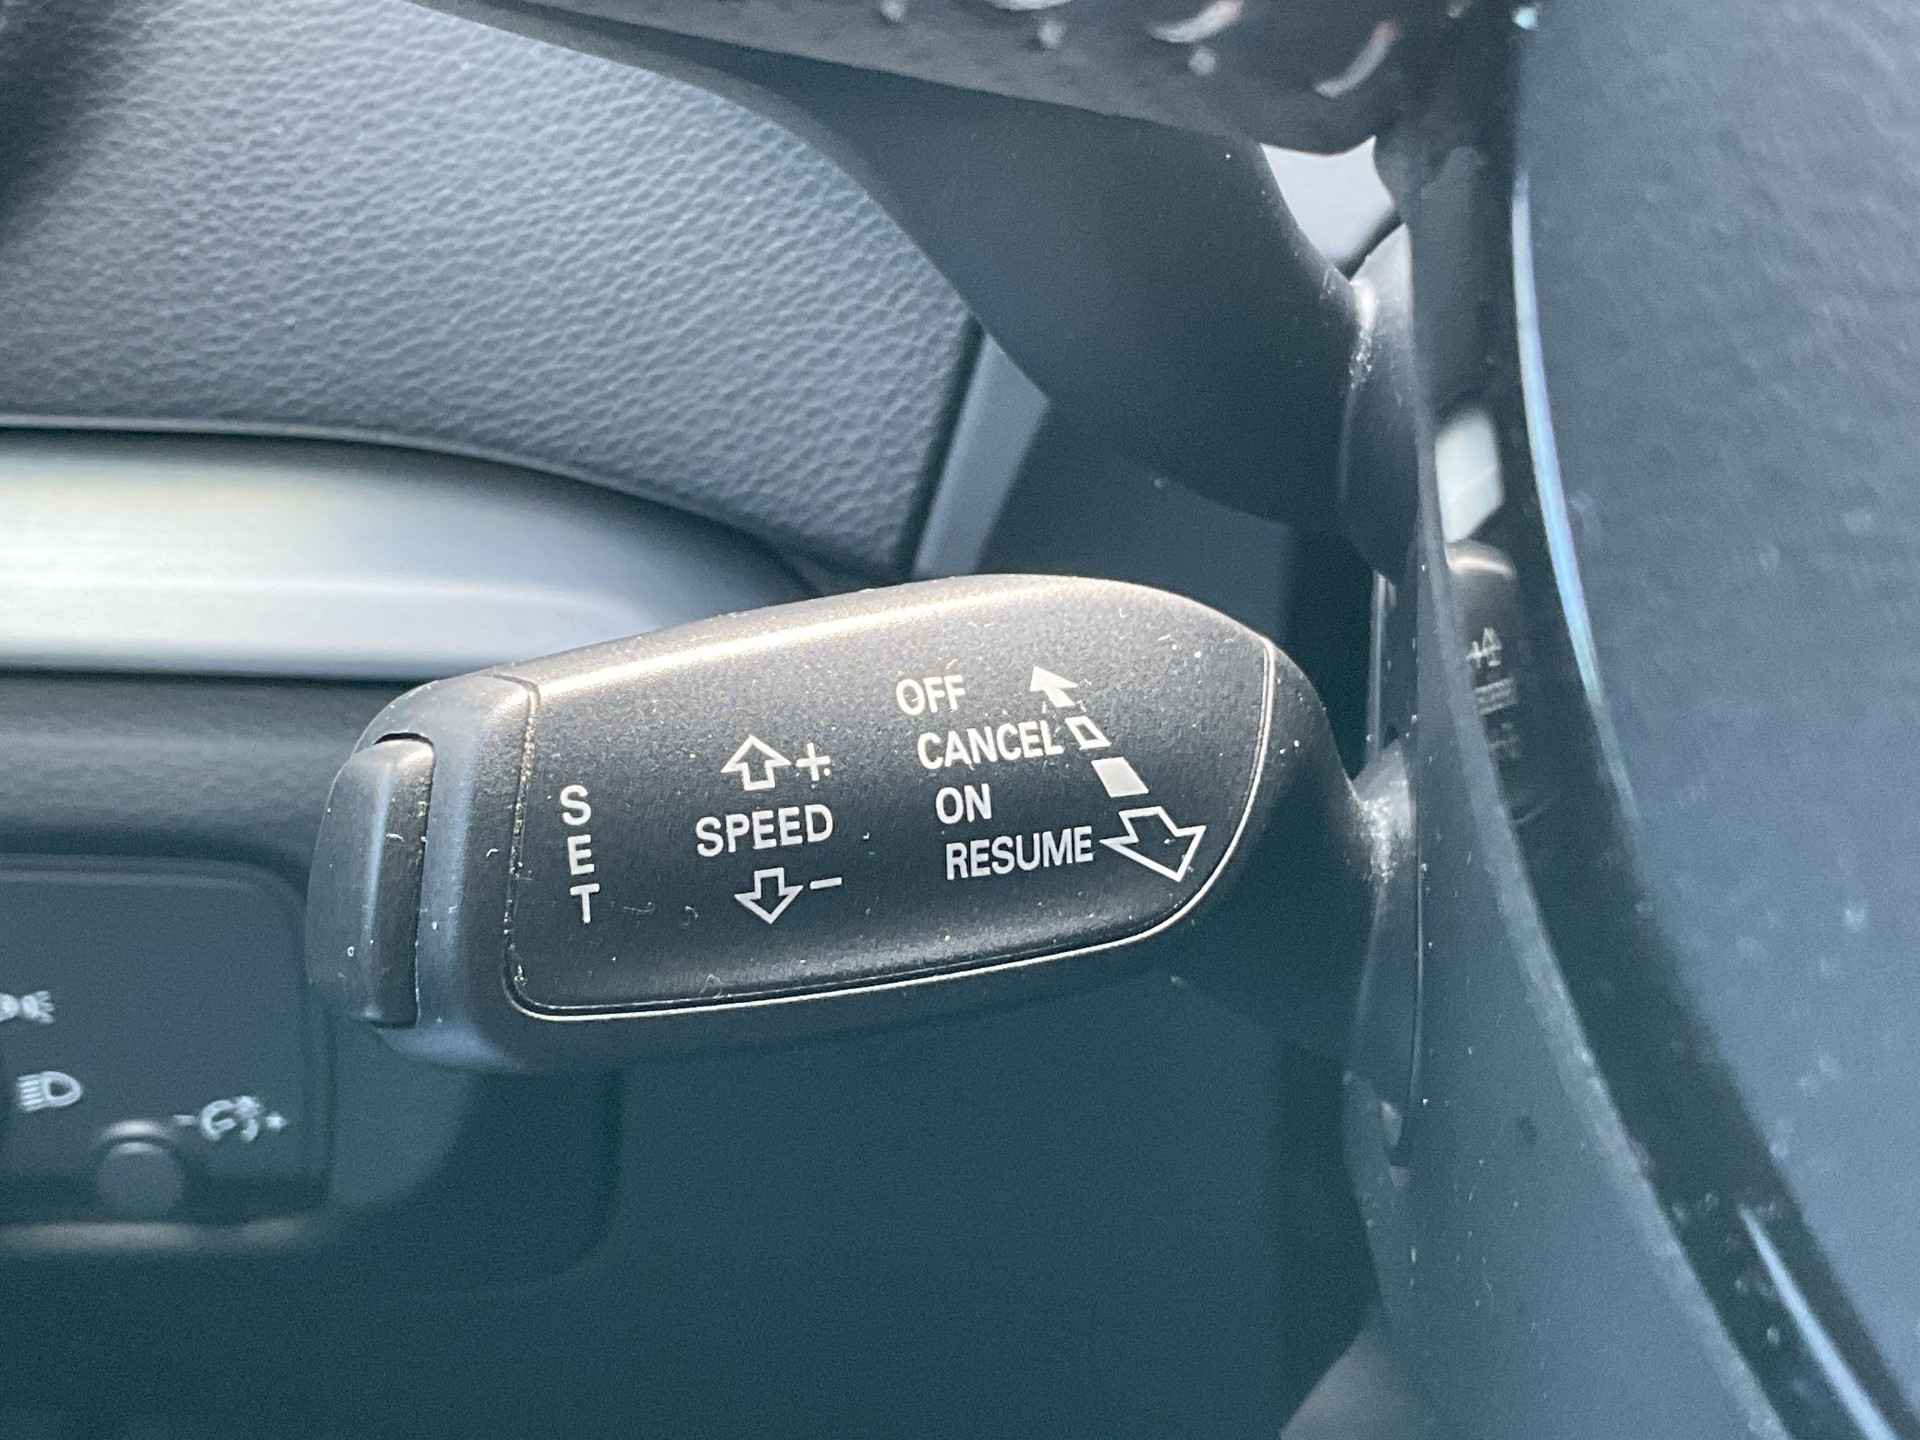 SET
+
SPEED
−
OFF
CANCEL
ON
RESUME